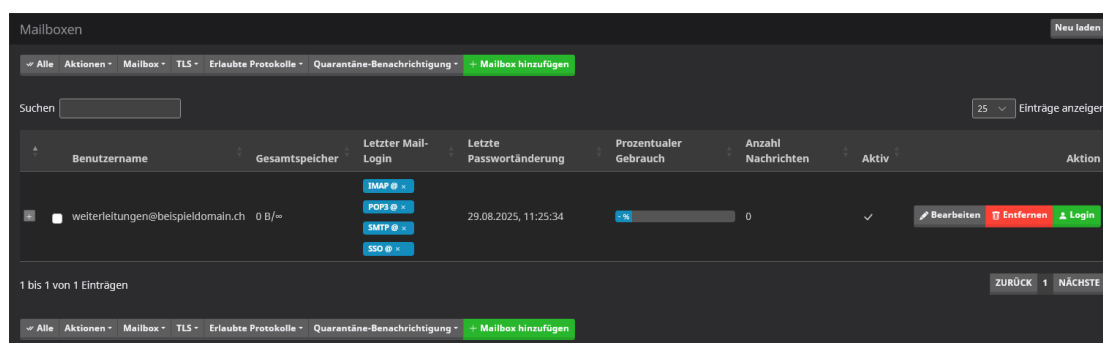 Mailboxen
Neu laden
Alle Aktionen Mailbox TLS Erlaubte Protokolle Quarantäne-Benachrichtigung + Mailbox hinzufügen
Suchen
25 Einträge anzeigen
Benutzername Gesamtspeicher Letzter Mail-Login Letzte Passwortänderung Prozentualer Gebrauch Anzahl Nachrichten Aktiv Aktion
weiterleitungen@beispieldomain.ch 0 B/∞
IMAP @ ×
POP3 @ ×
SMTP @ ×
SSO @ ×
29.08.2025, 11:25:34 - % 0 Bearbeiten Entfernen Login
1 bis 1 von 1 Einträgen
ZURÜCK 1 NÄCHSTE
Alle Aktionen Mailbox TLS Erlaubte Protokolle Quarantäne-Benachrichtigung + Mailbox hinzufügen